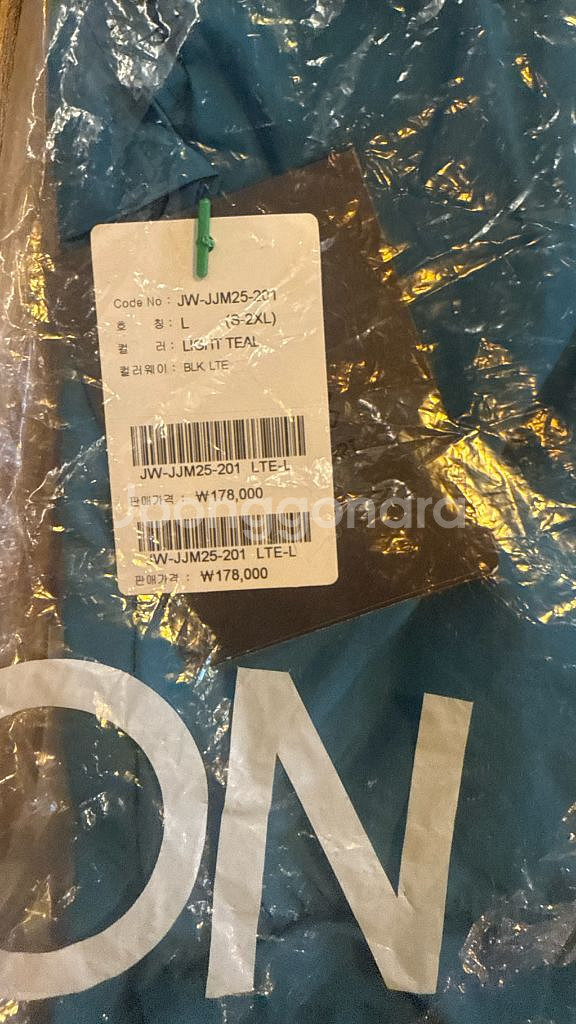 Code No : JW-JJM25-201
호 칭 : L (S-2XL)
컬 러 : LIGHT TEAL
컬러웨이 : BLK LTE
JW-JJM25-201 LTE-L
판매가격 : ₩178,000
Joonggonara
JW-JJM25-201 LTE-L
판매가격 : ₩178,000
ON